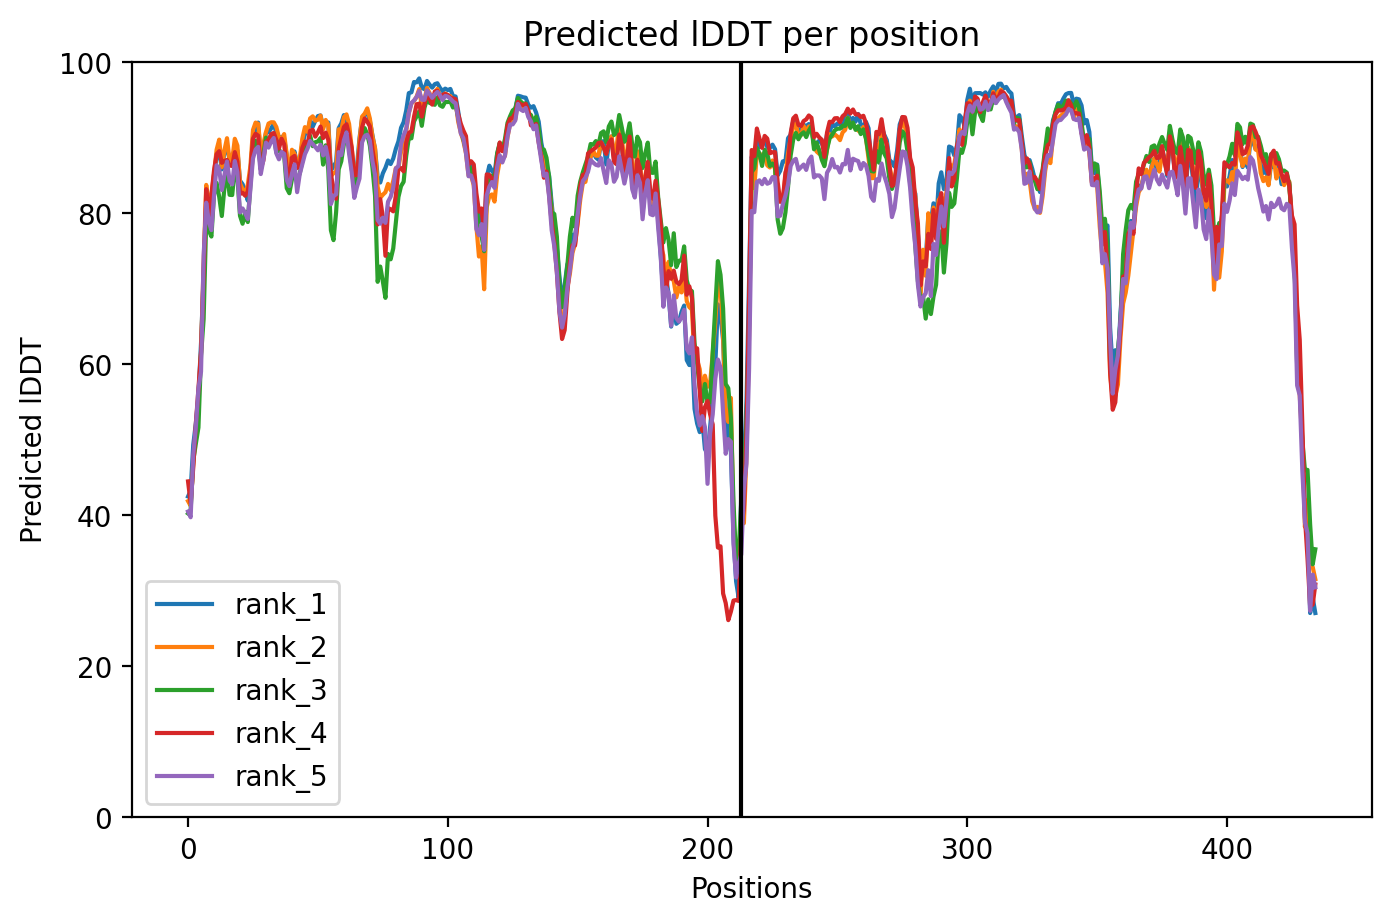 Predicted lDDT per position
100
80
60
40
20
0
Predicted lDDT
rank_1
rank_2
rank_3
rank_4
rank_5
0 100 200 300 400
Positions